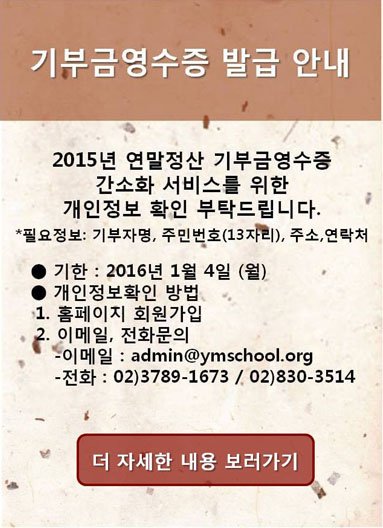 기부금영수증 발급 안내
2015년 연말정산 기부금영수증
간소화 서비스를 위한
개인정보 확인 부탁드립니다.
*필요정보: 기부자명, 주민번호(13자리), 주소,연락처
● 기한 : 2016년 1월 4일 (월)
● 개인정보확인 방법
1. 홈페이지 회원가입
2. 이메일, 전화문의
-이메일 : admin@ymschool.org
-전화 : 02)3789-1673 / 02)830-3514
더 자세한 내용 보러가기